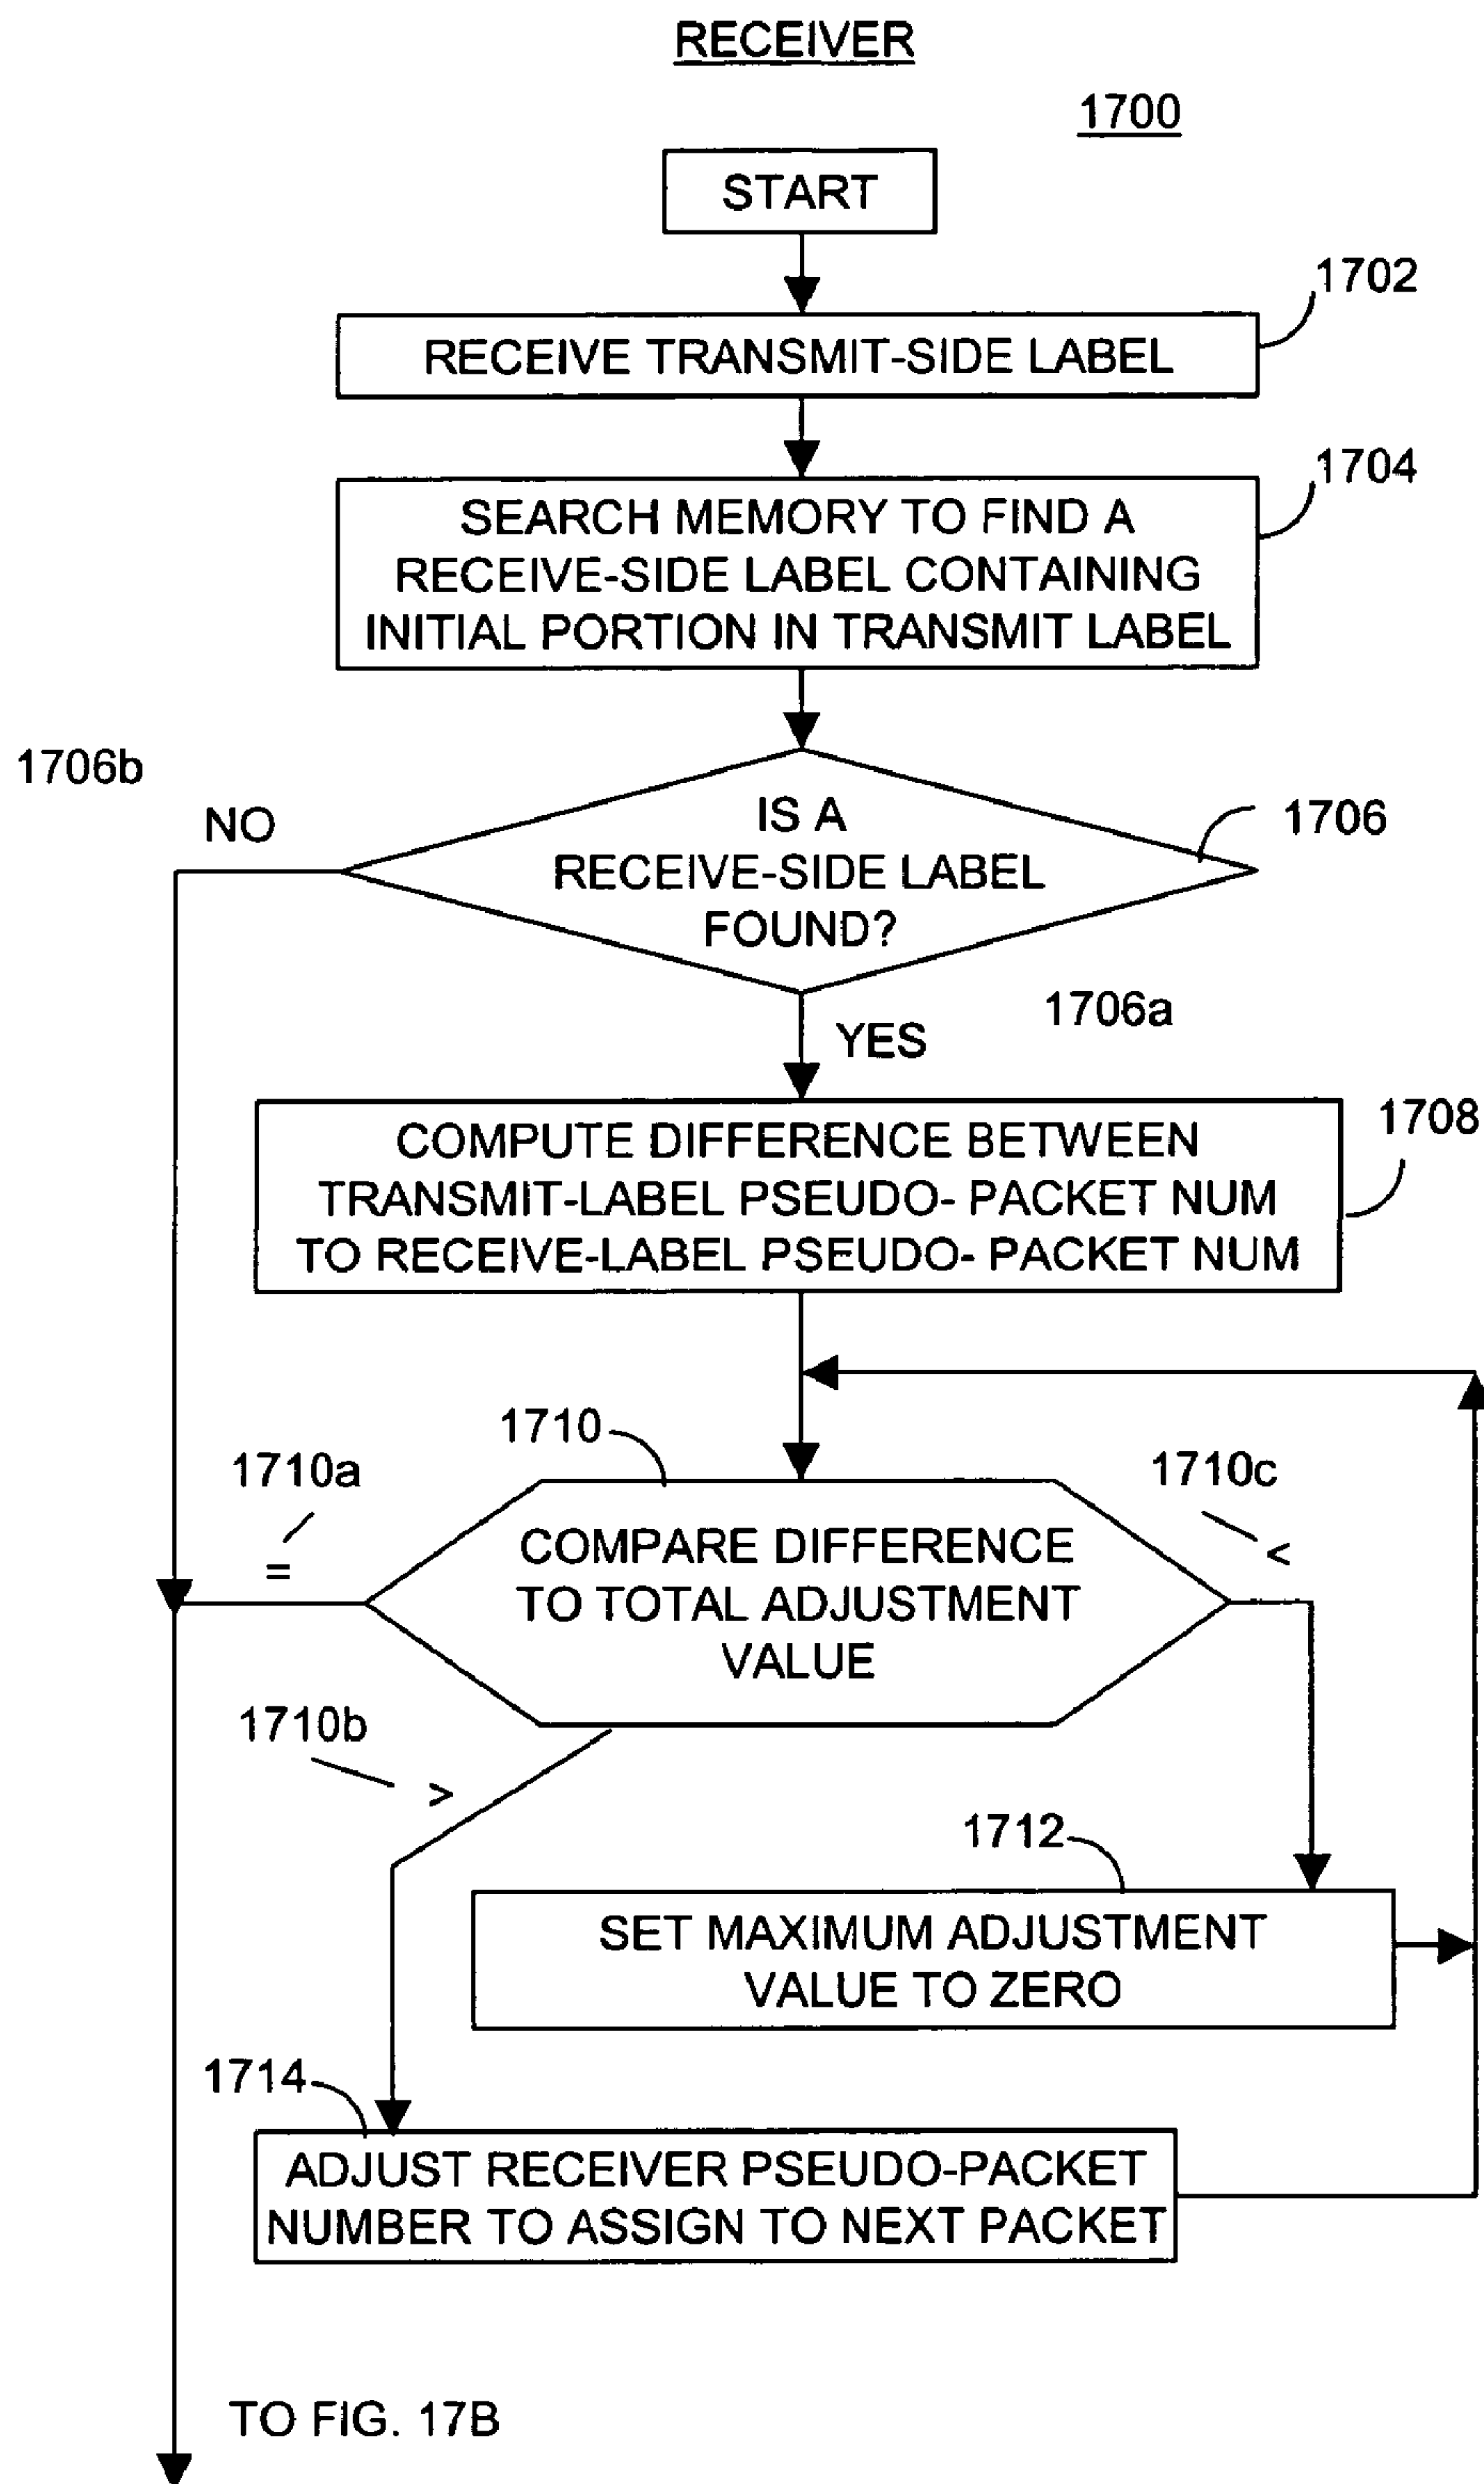 RECEIVER
1700
START
1702
RECEIVE TRANSMIT-SIDE LABEL
1704
SEARCH MEMORY TO FIND A
RECEIVE-SIDE LABEL CONTAINING
INITIAL PORTION IN TRANSMIT LABEL
1706b
NO
IS A
RECEIVE-SIDE LABEL
FOUND?
1706
1706a
YES
1708
COMPUTE DIFFERENCE BETWEEN
TRANSMIT-LABEL PSEUDO- PACKET NUM
TO RECEIVE-LABEL PSEUDO- PACKET NUM
1710
1710a
=
1710c
<
COMPARE DIFFERENCE
TO TOTAL ADJUSTMENT
VALUE
1710b
>
1712
SET MAXIMUM ADJUSTMENT
VALUE TO ZERO
1714
ADJUST RECEIVER PSEUDO-PACKET
NUMBER TO ASSIGN TO NEXT PACKET
TO FIG. 17B